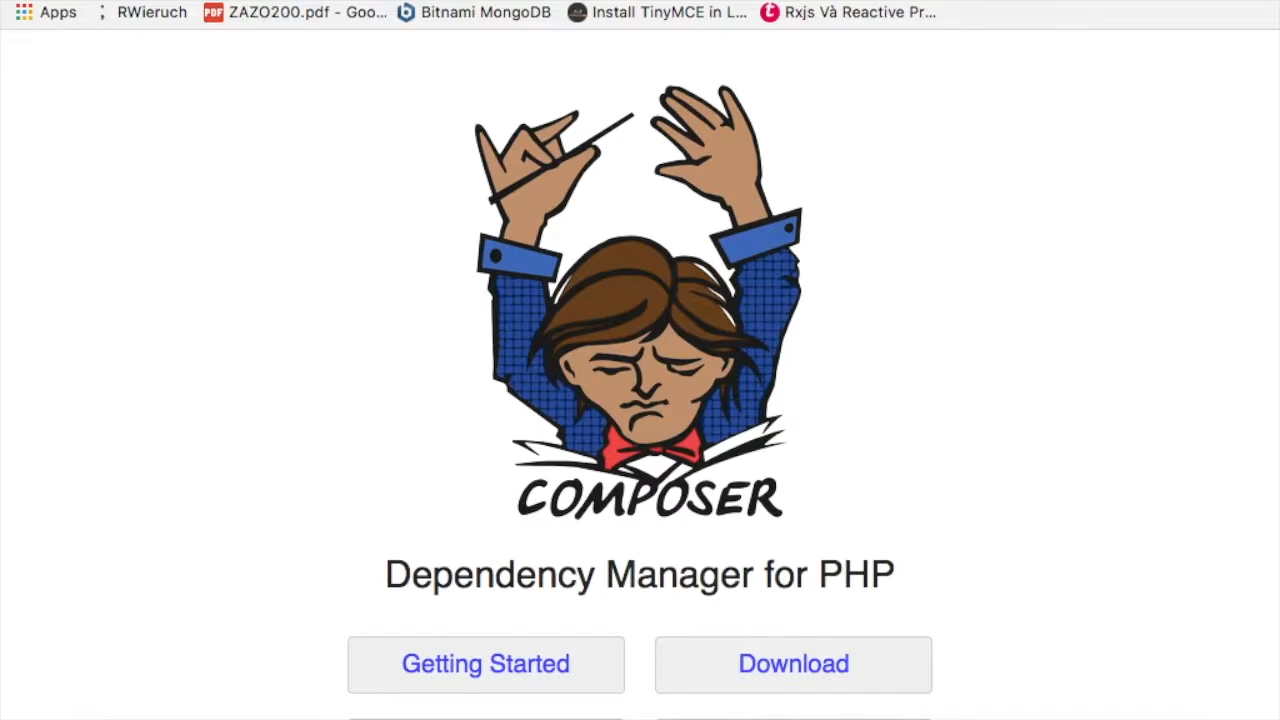 Apps RWieruch ZAZO200.pdf - Goo... Bitnami MongoDB Install TinyMCE in L... Rxjs Và Reactive Pr...
COMPOSER
Dependency Manager for PHP
Getting Started Download